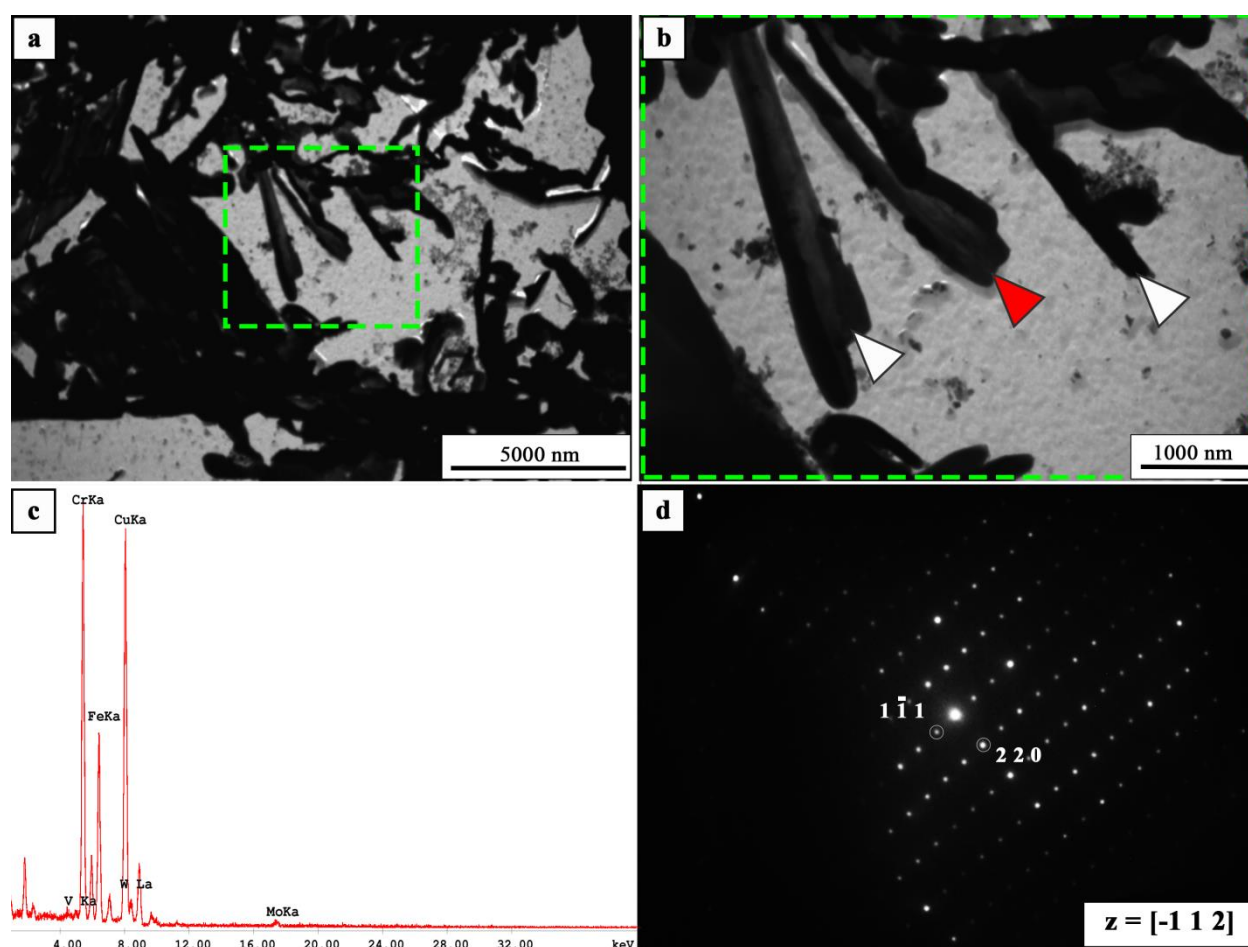 a
5000 nm
b
1000 nm
c
CrKa
CuKa
FeKa
V Ka
W La
MoKa
4.00 8.00 12.00 16.00 20.00 24.00 28.00 32.00 keV
d
1 1̅ 1
2 2 0
z = [-1 1 2]